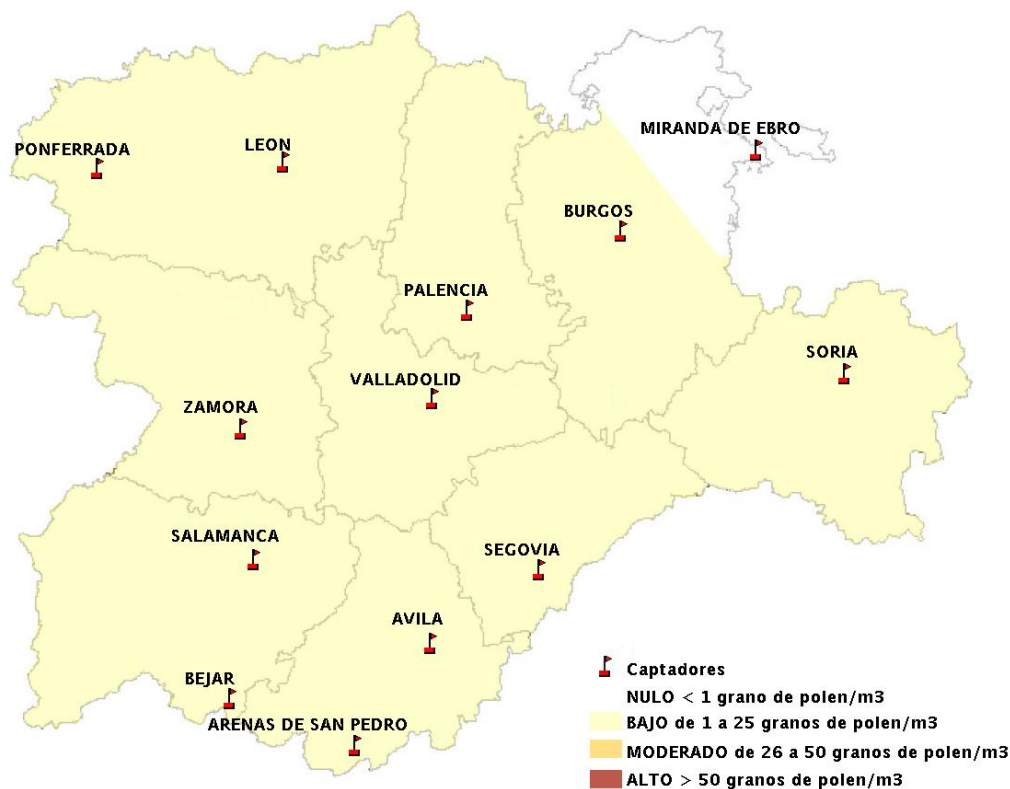 MIRANDA DE EBRO
PONFERRADA
LEON
BURGOS
PALENCIA
SORIA
VALLADOLID
ZAMORA
SALAMANCA
SEGOVIA
AVILA
BEJAR
ARENAS DE SAN PEDRO
Captadores
NULO < 1 grano de polen/m3
BAJO de 1 a 25 granos de polen/m3
MODERADO de 26 a 50 granos de polen/m3
ALTO > 50 granos de polen/m3